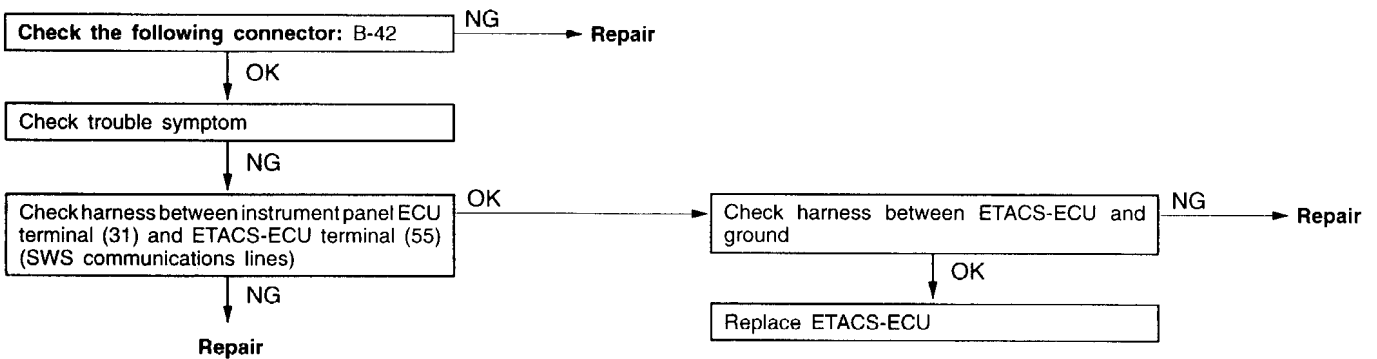 Check the following connector: B-42
NG
Repair
OK
Check trouble symptom
NG
Check harness between instrument panel ECU
terminal (31) and ETACS-ECU terminal (55)
(SWS communications lines)
OK
Check harness between ETACS-ECU and
ground
NG
Repair
NG
Repair
OK
Replace ETACS-ECU